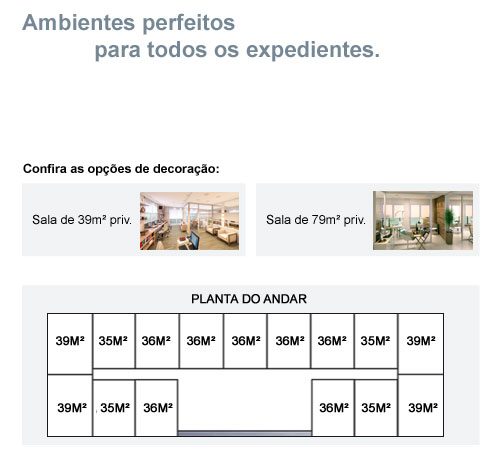 Ambientes perfeitos
para todos os expedientes.
Confira as opções de decoração:
Sala de 39m² priv.
Sala de 79m² priv.
PLANTA DO ANDAR
39M² 35M² 36M² 36M² 36M² 36M² 36M² 35M² 39M²
39M² 35M² 36M² 36M² 35M² 39M²